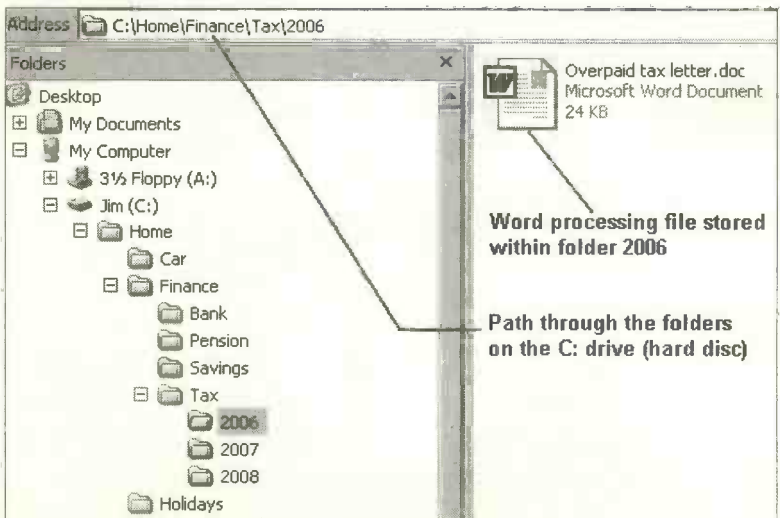 Address C:\Home\Finance\Tax\2006
Folders
Desktop
My Documents
My Computer
3½ Floppy (A:)
Jim (C:)
Home
Car
Finance
Bank
Pension
Savings
Tax
2006
2007
2008
Holidays
Overpaid tax letter.doc
Microsoft Word Document
24 KB
Word processing file stored
within folder 2006
Path through the folders
on the C: drive (hard disc)